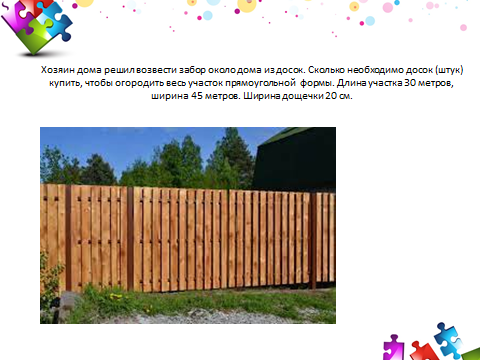 Хозяин дома решил возвести забор около дома из досок. Сколько необходимо досок (штук)
купить, чтобы огородить весь участок прямоугольной формы. Длина участка 30 метров,
ширина 45 метров. Ширина дощечки 20 см.